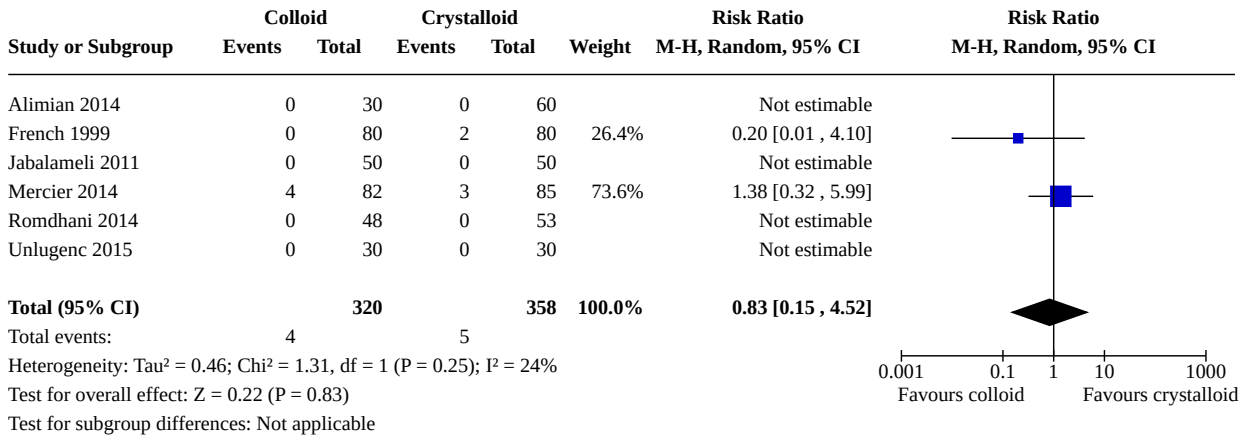 Colloid Crystalloid Risk Ratio Risk Ratio
Study or Subgroup Events Total Events Total Weight M-H, Random, 95% CI M-H, Random, 95% CI
Alimian 2014 0 30 0 60 Not estimable
French 1999 0 80 2 80 26.4% 0.20 [0.01 , 4.10]
Jabalameli 2011 0 50 0 50 Not estimable
Mercier 2014 4 82 3 85 73.6% 1.38 [0.32 , 5.99]
Romdhani 2014 0 48 0 53 Not estimable
Unlugenc 2015 0 30 0 30 Not estimable
Total (95% CI) 320 358 100.0% 0.83 [0.15 , 4.52]
Total events: 4 5
Heterogeneity: Tau² = 0.46; Chi² = 1.31, df = 1 (P = 0.25); I² = 24%
0.001 0.1 1 10 1000
Test for overall effect: Z = 0.22 (P = 0.83)
Favours colloid Favours crystalloid
Test for subgroup differences: Not applicable